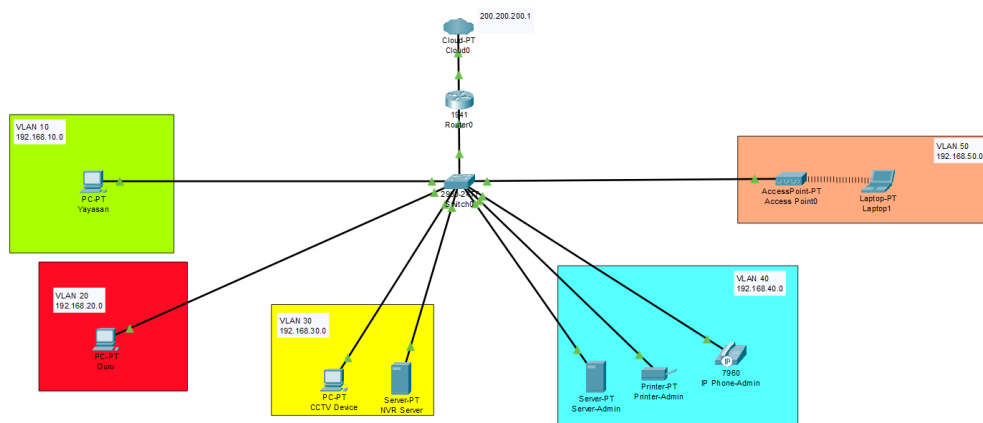 200.200.200.1
Cloud-PT
Cloud0
1941
Router0
VLAN 10
192.168.10.0
PC-PT
Yayasan
Switch0
VLAN 50
192.168.50.0
AccessPoint-PT
Access Point0
Laptop-PT
Laptop1
VLAN 20
192.168.20.0
PC-PT
Guru
VLAN 30
192.168.30.0
PC-PT
CCTV Device
Server-PT
NVR Server
VLAN 40
192.168.40.0
Server-PT
Server-Admin
Printer-PT
Printer-Admin
IP
7960
IP Phone-Admin